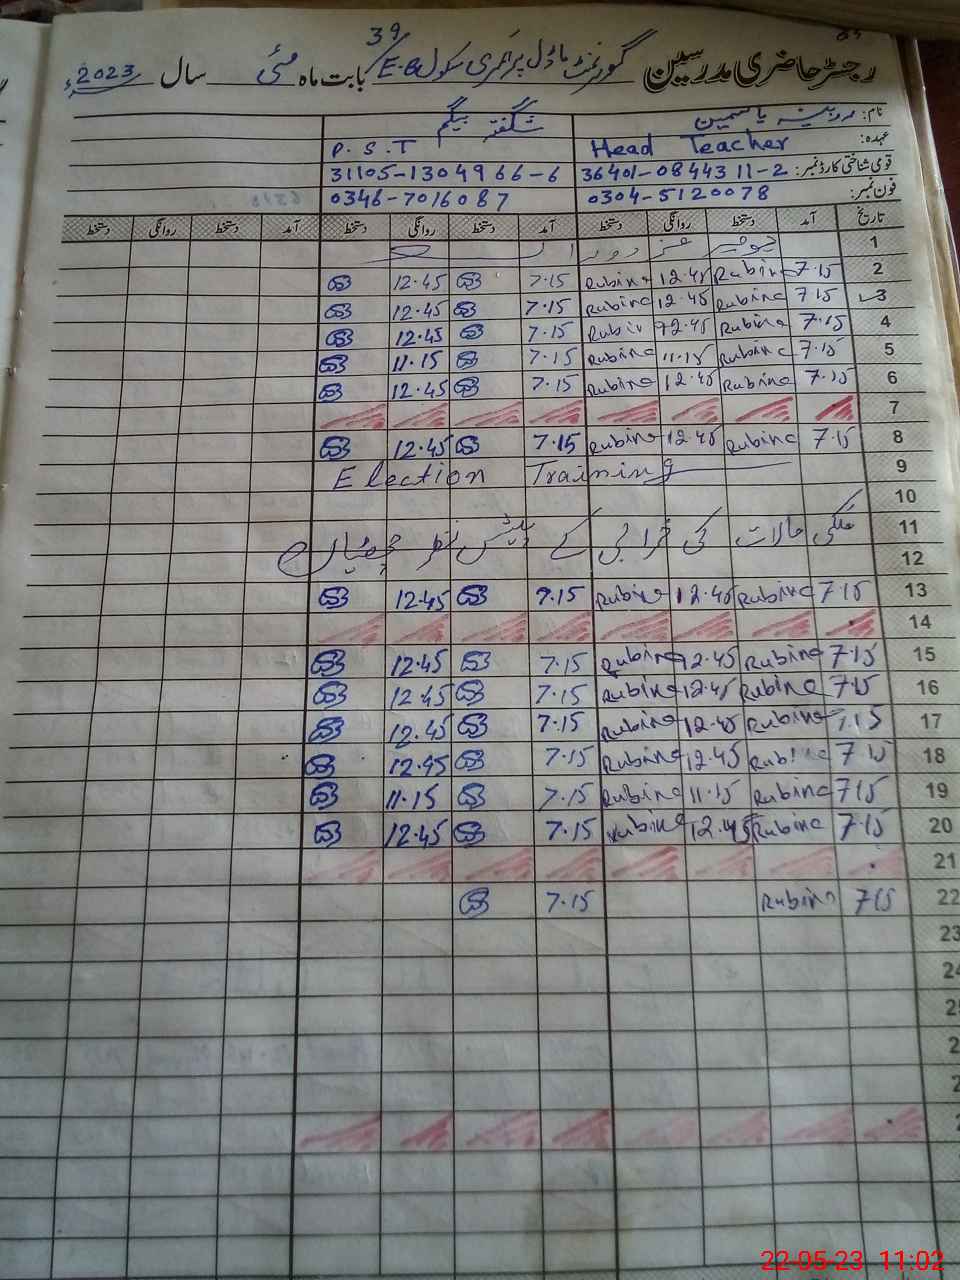 رجسٹر حاضری مدرسین گورنمنٹ ماڈل پرائمری سکول 39/E-B بابت ماہ مئی سال 2023ء
نام: روبینہ یاسمین شگفتہ بیگم
عہدہ: Head Teacher P.S.T
قومی شناختی کارڈ نمبر: 36401-0844311-2 31105-1304966-6
فون نمبر: 0304-5120078 0346-7016087
تاریخ آمد دستخط روانگی دستخط آمد دستخط روانگی دستخط آمد دستخط روانگی دستخط
1
2 7.15 Rubina 12.45 Rubina 7.15 12.45
3 7.15 Rubina 12.45 Rubina 7.15 12.45
4 7.15 Rubina 12.45 Rubin 7.15 12.45
5 7.15 Rubina 11.15 Rubina 7.15 11.15
6 7.15 Rubina 12.45 Rubina 7.15 12.45
7
8 7.15 Rubina 12.45 Rubina 7.15 12.45
9 Election Training
10
11 ملکی حالات کی خرابی کے پیش نظر چھٹیاں
12
13 7.15 Rubina 12.45 Rubina 9.15 12.45
14
15 7.15 Rubina 12.45 Rubina 7.15 12.45
16 7.15 Rubina 12.45 Rubina 7.15 12.45
17 7.15 Rubina 12.45 Rubina 7.15 12.45
18 7.15 Rubina 12.45 Rubina 7.15 12.45
19 7.15 Rubina 11.15 Rubina 7.15 11.15
20 7.15 Rubina 12.45 Rubina 7.15 12.45
21
22 7.15 Rubina 7.15
23
24
22-05-23 11:02